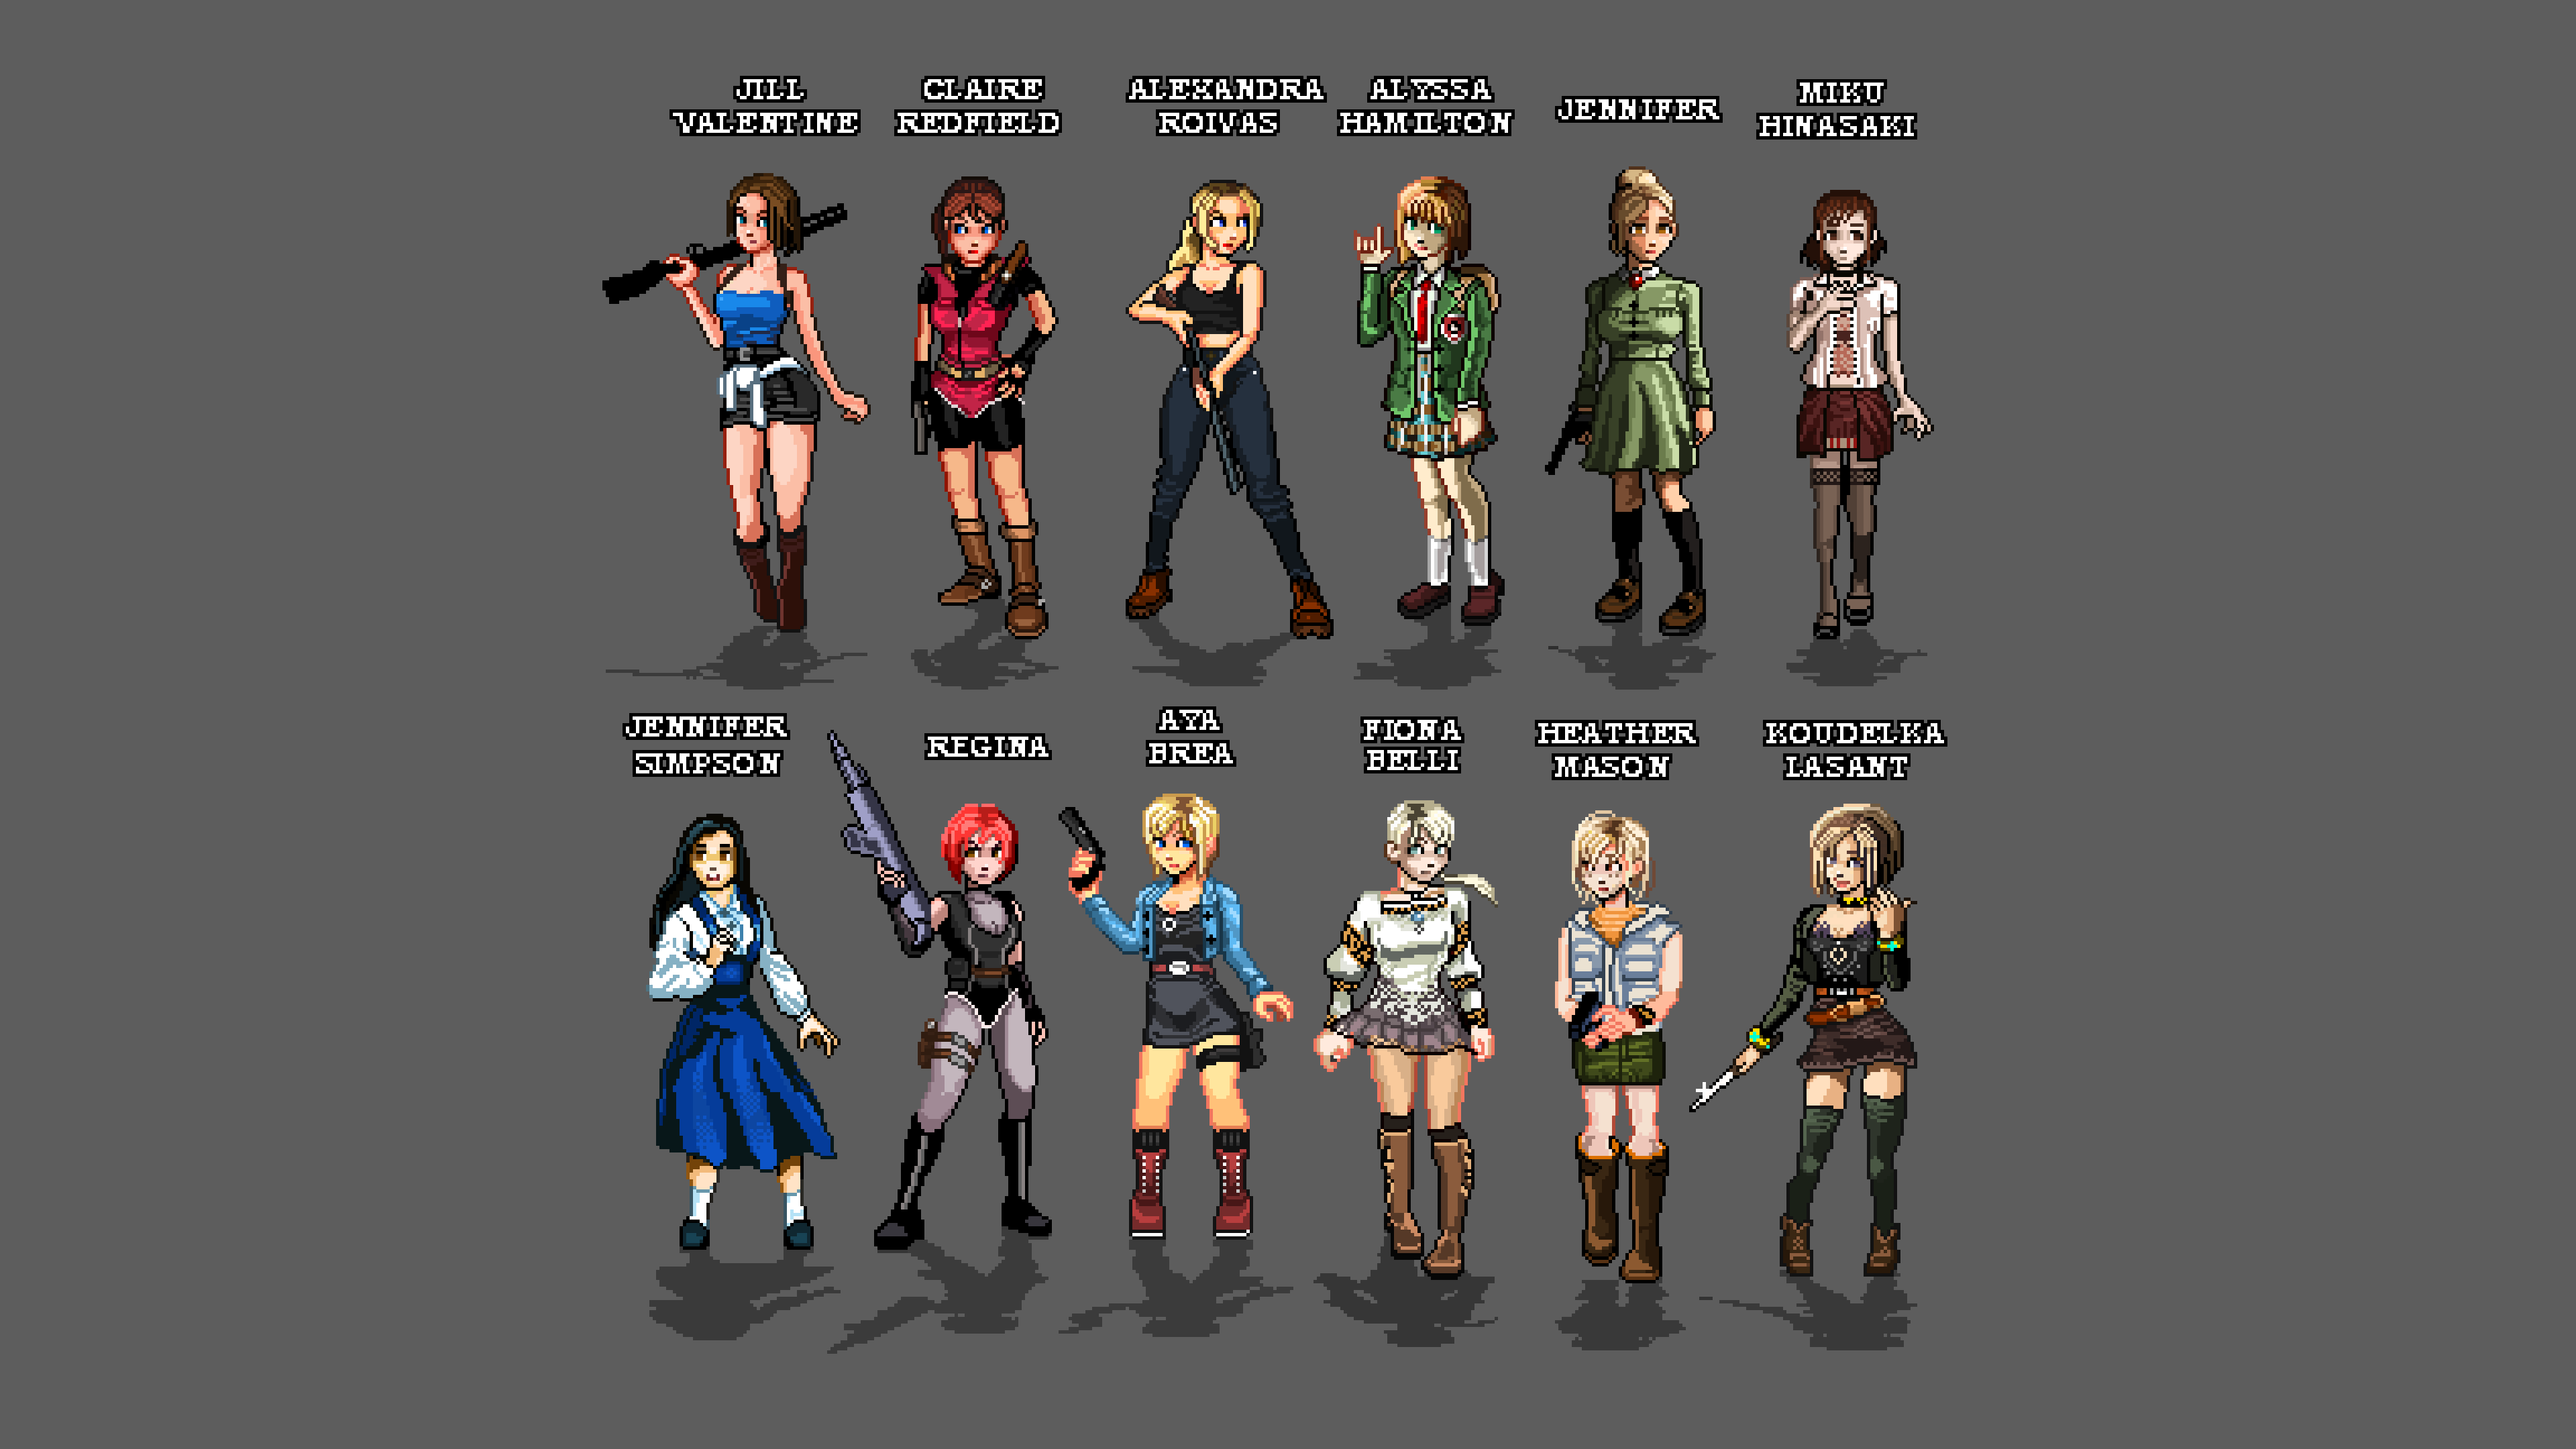 JILL
VALENTINE
CLAIRE
REDFIELD
ALEXANDRA
ROIVAS
ALYSSA
HAMILTON
JENNIFER
MIKU
HINASAKI
JENNIFER
SIMPSON
REGINA
AYA
BREA
FIONA
BELLI
HEATHER
MASON
KOUDELKA
IASANT